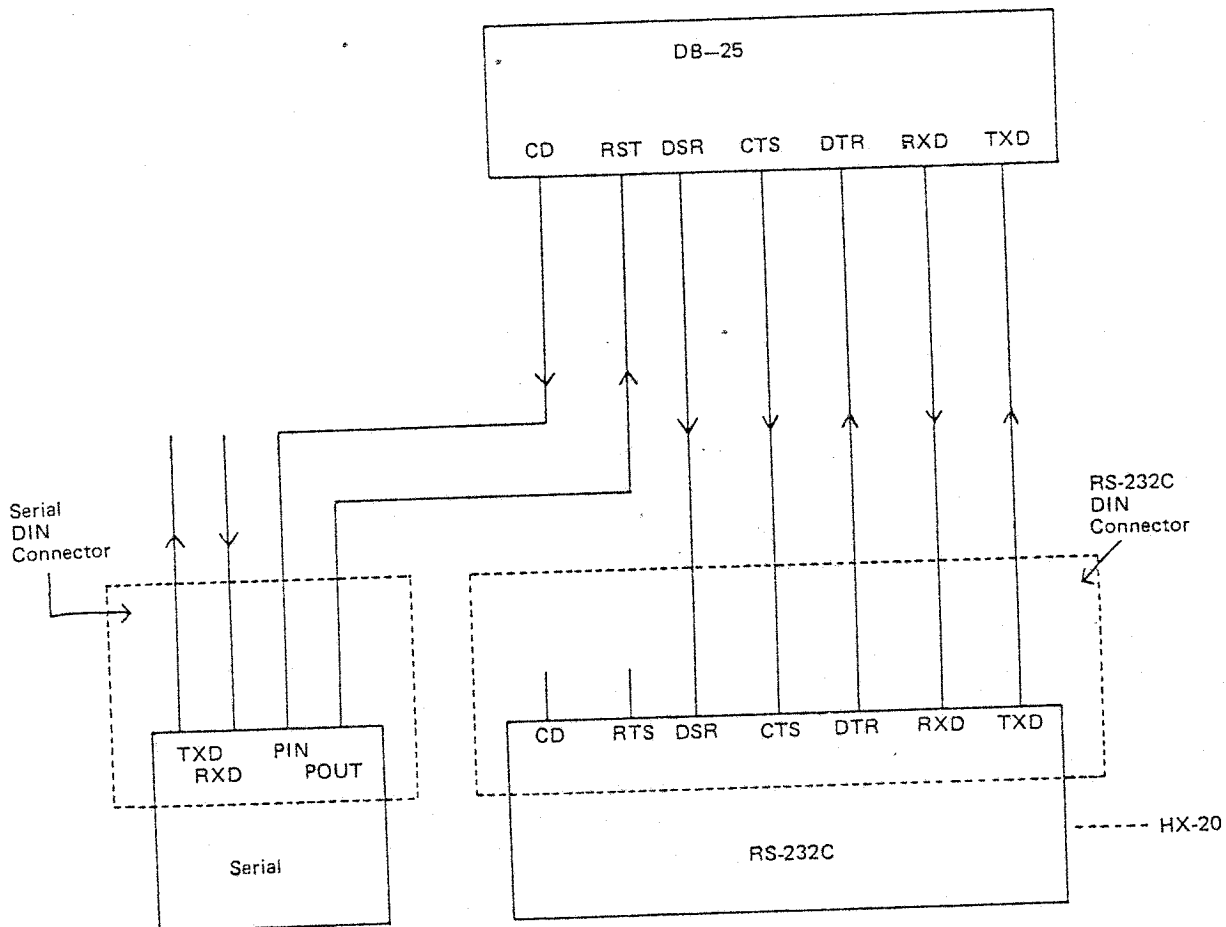 DB—25
CD RST DSR CTS DTR RXD TXD
Serial
DIN
Connector
RS-232C
DIN
Connector
TXD PIN
RXD POUT
CD RTS DSR CTS DTR RXD TXD
HX-20
Serial
RS-232C